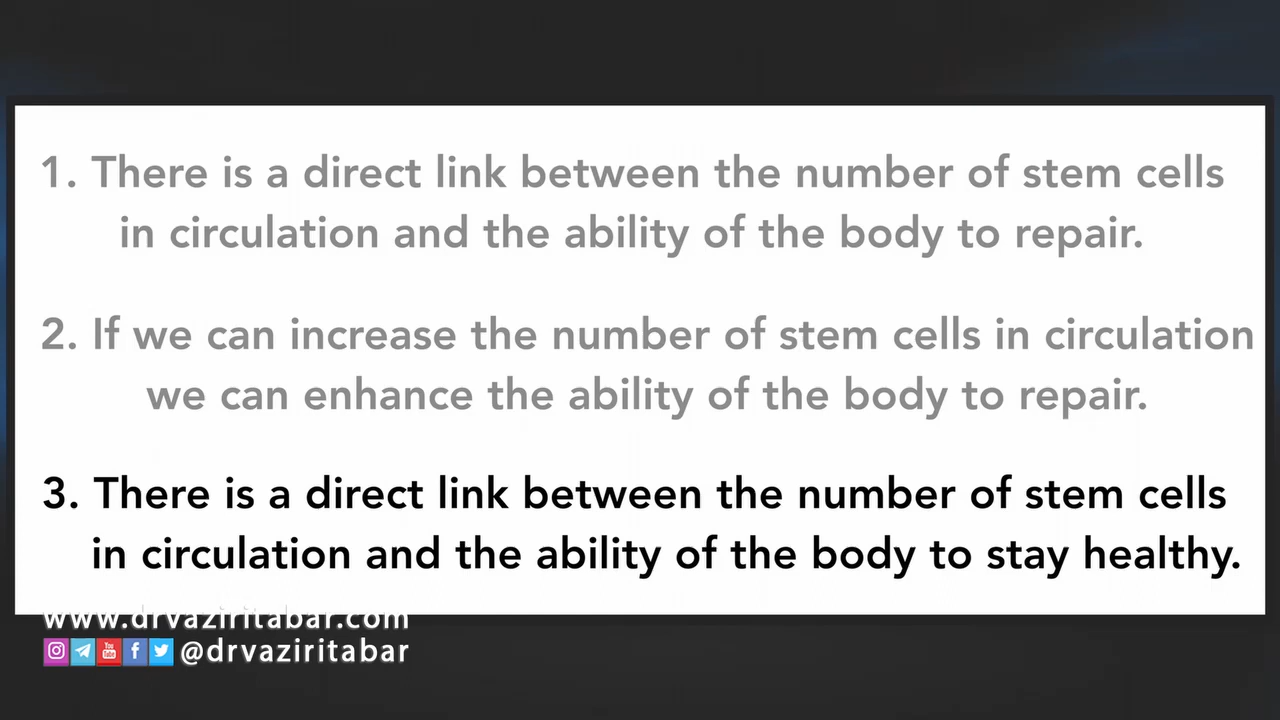 1. There is a direct link between the number of stem cells
in circulation and the ability of the body to repair.
2. If we can increase the number of stem cells in circulation
we can enhance the ability of the body to repair.
3. There is a direct link between the number of stem cells
in circulation and the ability of the body to stay healthy.
www.drvaziritabar.com
@drvaziritabar